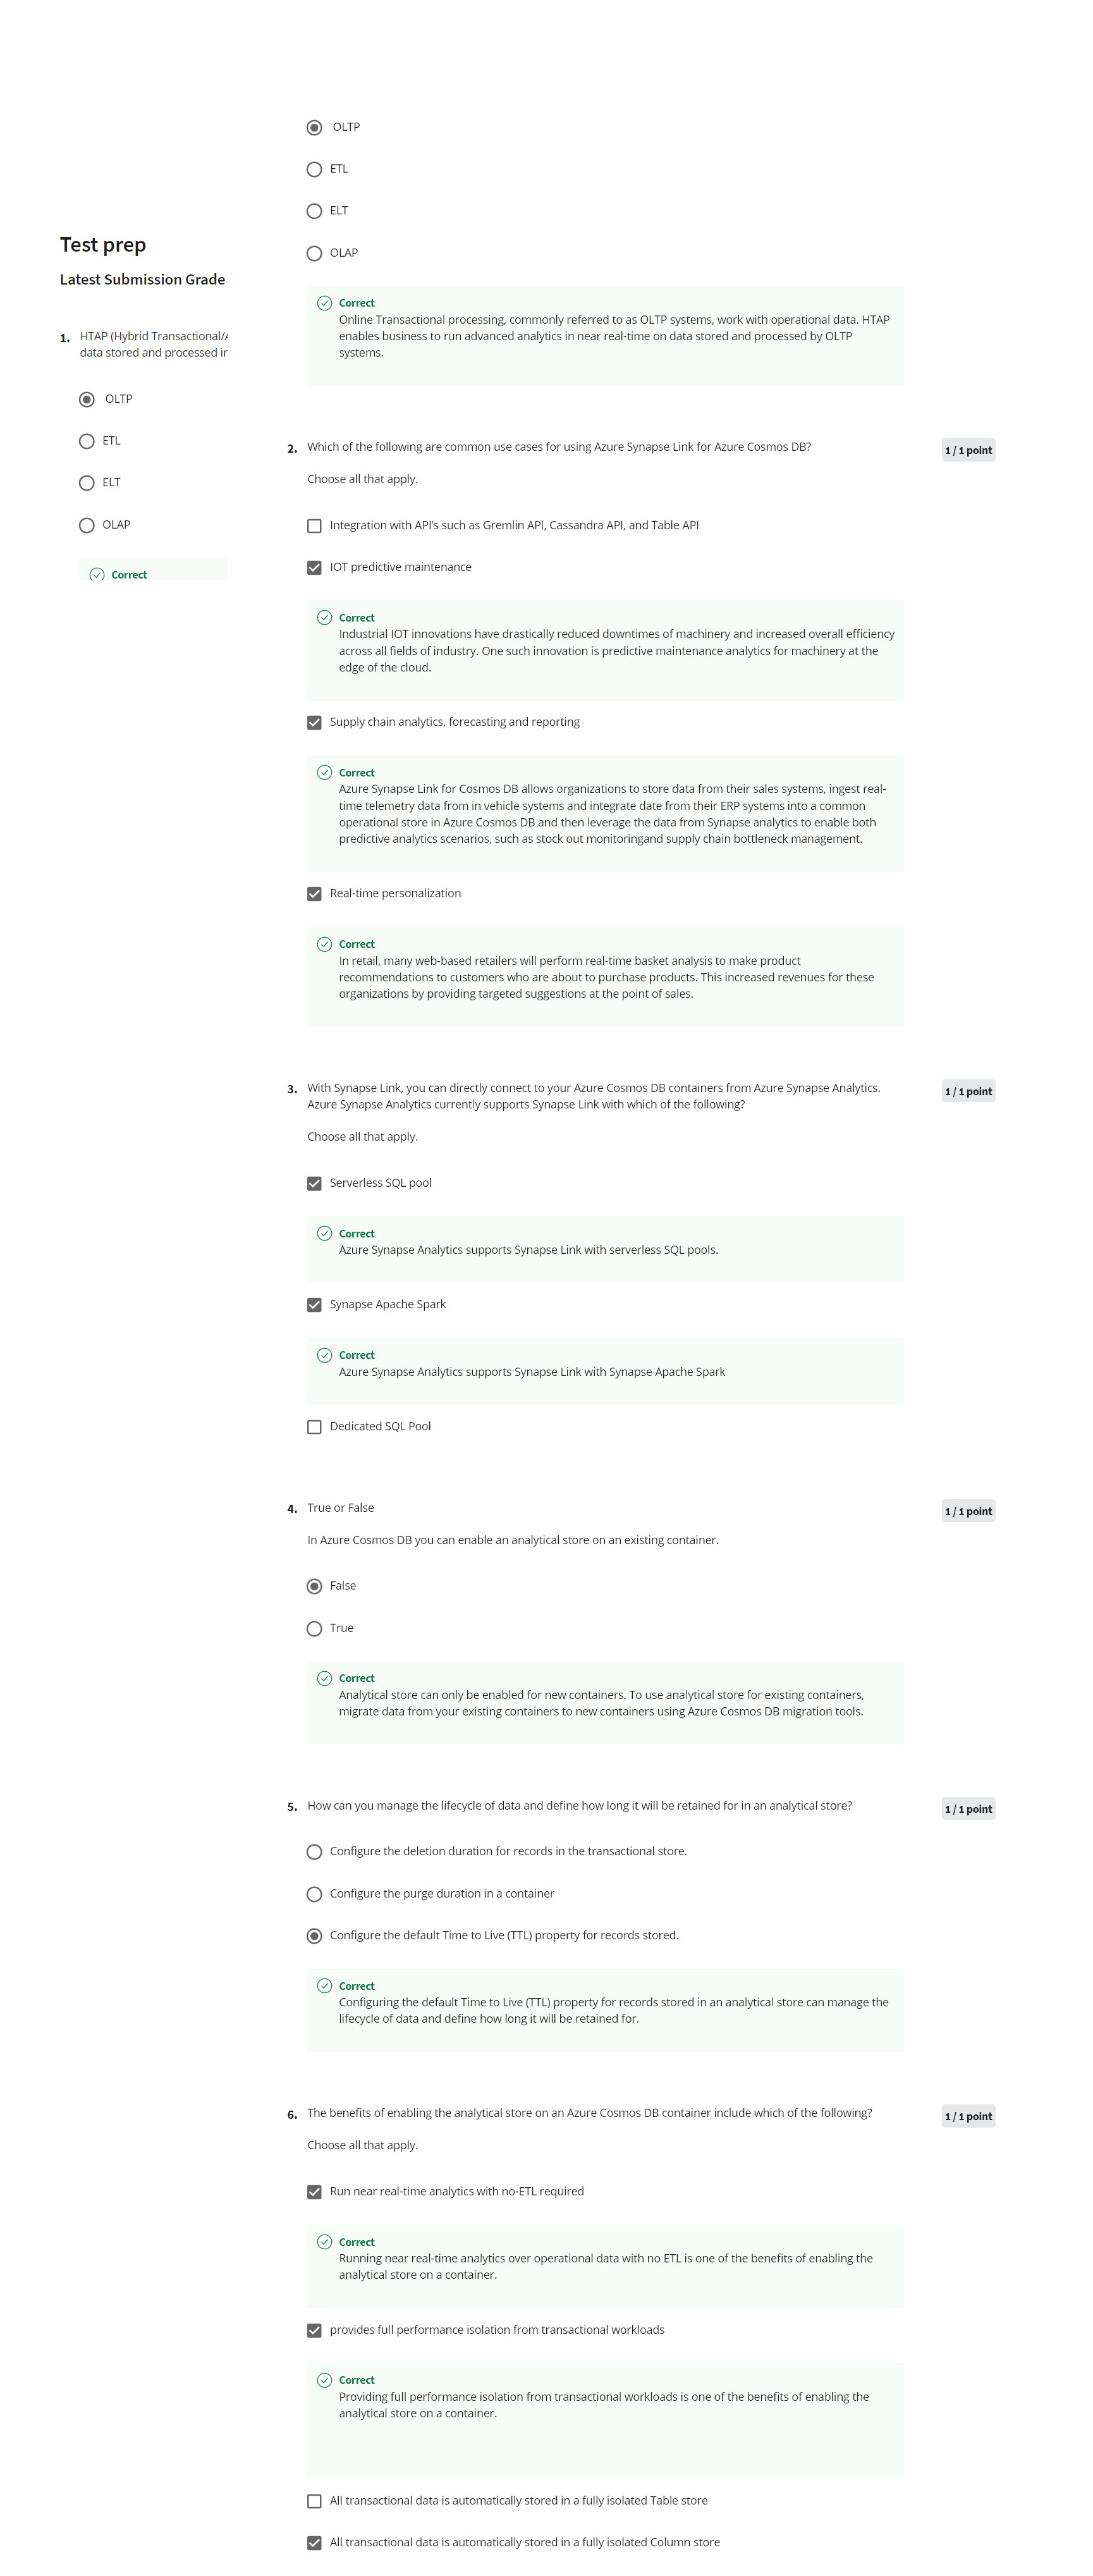 Test prep
Latest Submission Grade
1. HTAP (Hybrid Transactional/
data stored and processed ir
OLTP
ETL
ELT
OLAP
Correct
OLTP
ETL
ELT
OLAP
Correct
Online Transactional processing, commonly referred to as OLTP systems, work with operational data. HTAP
enables business to run advanced analytics in near real-time on data stored and processed by OLTP
systems.
2. Which of the following are common use cases for using Azure Synapse Link for Azure Cosmos DB?
1 / 1 point
Choose all that apply.
Integration with API's such as Gremlin API, Cassandra API, and Table API
IOT predictive maintenance
Correct
Industrial IOT innovations have drastically reduced downtimes of machinery and increased overall efficiency
across all fields of industry. One such innovation is predictive maintenance analytics for machinery at the
edge of the cloud.
Supply chain analytics, forecasting and reporting
Correct
Azure Synapse Link for Cosmos DB allows organizations to store data from their sales systems, ingest real-
time telemetry data from in vehicle systems and integrate date from their ERP systems into a common
operational store in Azure Cosmos DB and then leverage the data from Synapse analytics to enable both
predictive analytics scenarios, such as stock out monitoringand supply chain bottleneck management.
Real-time personalization
Correct
In retail, many web-based retailers will perform real-time basket analysis to make product
recommendations to customers who are about to purchase products. This increased revenues for these
organizations by providing targeted suggestions at the point of sales.
3. With Synapse Link, you can directly connect to your Azure Cosmos DB containers from Azure Synapse Analytics.
1 / 1 point
Azure Synapse Analytics currently supports Synapse Link with which of the following?
Choose all that apply.
Serverless SQL pool
Correct
Azure Synapse Analytics supports Synapse Link with serverless SQL pools.
Synapse Apache Spark
Correct
Azure Synapse Analytics supports Synapse Link with Synapse Apache Spark
Dedicated SQL Pool
4. True or False
1 / 1 point
In Azure Cosmos DB you can enable an analytical store on an existing container.
False
True
Correct
Analytical store can only be enabled for new containers. To use analytical store for existing containers,
migrate data from your existing containers to new containers using Azure Cosmos DB migration tools.
5. How can you manage the lifecycle of data and define how long it will be retained for in an analytical store?
1 / 1 point
Configure the deletion duration for records in the transactional store.
Configure the purge duration in a container
Configure the default Time to Live (TTL) property for records stored.
Correct
Configuring the default Time to Live (TTL) property for records stored in an analytical store can manage the
lifecycle of data and define how long it will be retained for.
6. The benefits of enabling the analytical store on an Azure Cosmos DB container include which of the following?
1 / 1 point
Choose all that apply.
Run near real-time analytics with no-ETL required
Correct
Running near real-time analytics over operational data with no ETL is one of the benefits of enabling the
analytical store on a container.
provides full performance isolation from transactional workloads
Correct
Providing full performance isolation from transactional workloads is one of the benefits of enabling the
analytical store on a container.
All transactional data is automatically stored in a fully isolated Table store
All transactional data is automatically stored in a fully isolated Column store